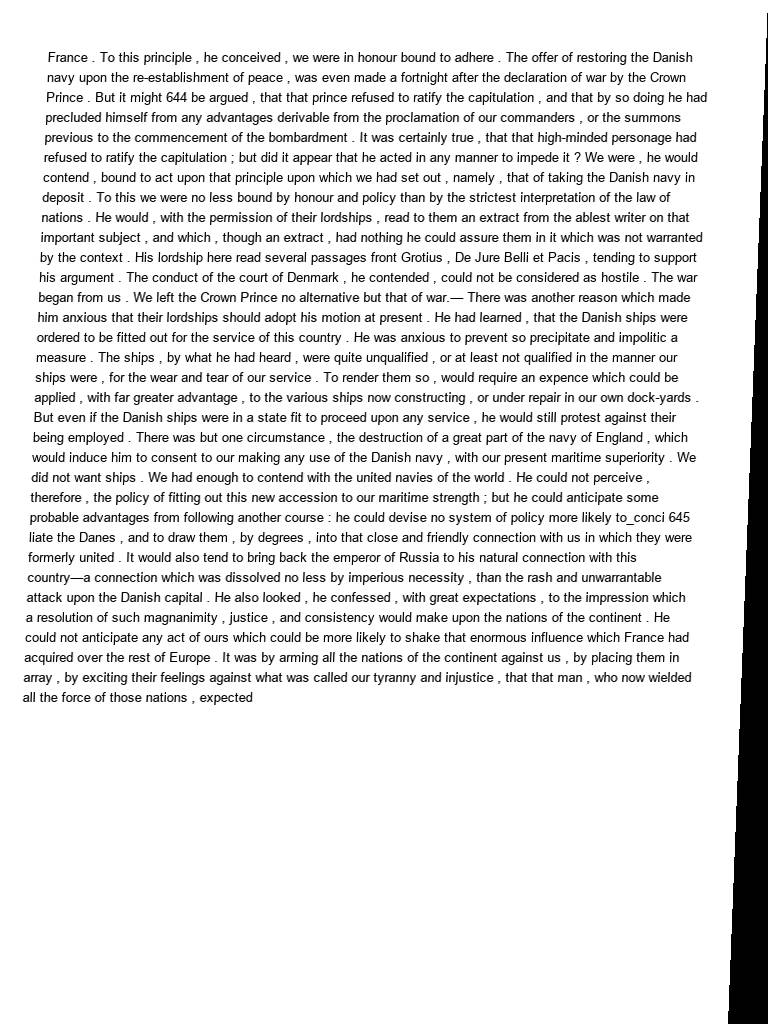 France . To this principle , he conceived , we were in honour bound to adhere . The offer of restoring the Danish
navy upon the re-establishment of peace , was even made a fortnight after the declaration of war by the Crown
Prince . But it might 644 be argued , that that prince refused to ratify the capitulation , and that by so doing he had
precluded himself from any advantages derivable from the proclamation of our commanders , or the summons
previous to the commencement of the bombardment . It was certainly true , that that high-minded personage had
refused to ratify the capitulation ; but did it appear that he acted in any manner to impede it ? We were , he would
contend , bound to act upon that principle upon which we had set out , namely , that of taking the Danish navy in
deposit . To this we were no less bound by honour and policy than by the strictest interpretation of the law of
nations . He would , with the permission of their lordships , read to them an extract from the ablest writer on that
important subject , and which , though an extract , had nothing he could assure them in it which was not warranted
by the context . His lordship here read several passages front Grotius , De Jure Belli et Pacis , tending to support
his argument . The conduct of the court of Denmark , he contended , could not be considered as hostile . The war
began from us . We left the Crown Prince no alternative but that of war.— There was another reason which made
him anxious that their lordships should adopt his motion at present . He had learned , that the Danish ships were
ordered to be fitted out for the service of this country . He was anxious to prevent so precipitate and impolitic a
measure . The ships , by what he had heard , were quite unqualified , or at least not qualified in the manner our
ships were , for the wear and tear of our service . To render them so , would require an expence which could be
applied , with far greater advantage , to the various ships now constructing , or under repair in our own dock-yards .
But even if the Danish ships were in a state fit to proceed upon any service , he would still protest against their
being employed . There was but one circumstance , the destruction of a great part of the navy of England , which
would induce him to consent to our making any use of the Danish navy , with our present maritime superiority . We
did not want ships . We had enough to contend with the united navies of the world . He could not perceive ,
therefore , the policy of fitting out this new accession to our maritime strength ; but he could anticipate some
probable advantages from following another course : he could devise no system of policy more likely to_conci 645
liate the Danes , and to draw them , by degrees , into that close and friendly connection with us in which they were
formerly united . It would also tend to bring back the emperor of Russia to his natural connection with this
country—a connection which was dissolved no less by imperious necessity , than the rash and unwarrantable
attack upon the Danish capital . He also looked , he confessed , with great expectations , to the impression which
a resolution of such magnanimity , justice , and consistency would make upon the nations of the continent . He
could not anticipate any act of ours which could be more likely to shake that enormous influence which France had
acquired over the rest of Europe . It was by arming all the nations of the continent against us , by placing them in
array , by exciting their feelings against what was called our tyranny and injustice , that that man , who now wielded
all the force of those nations , expected